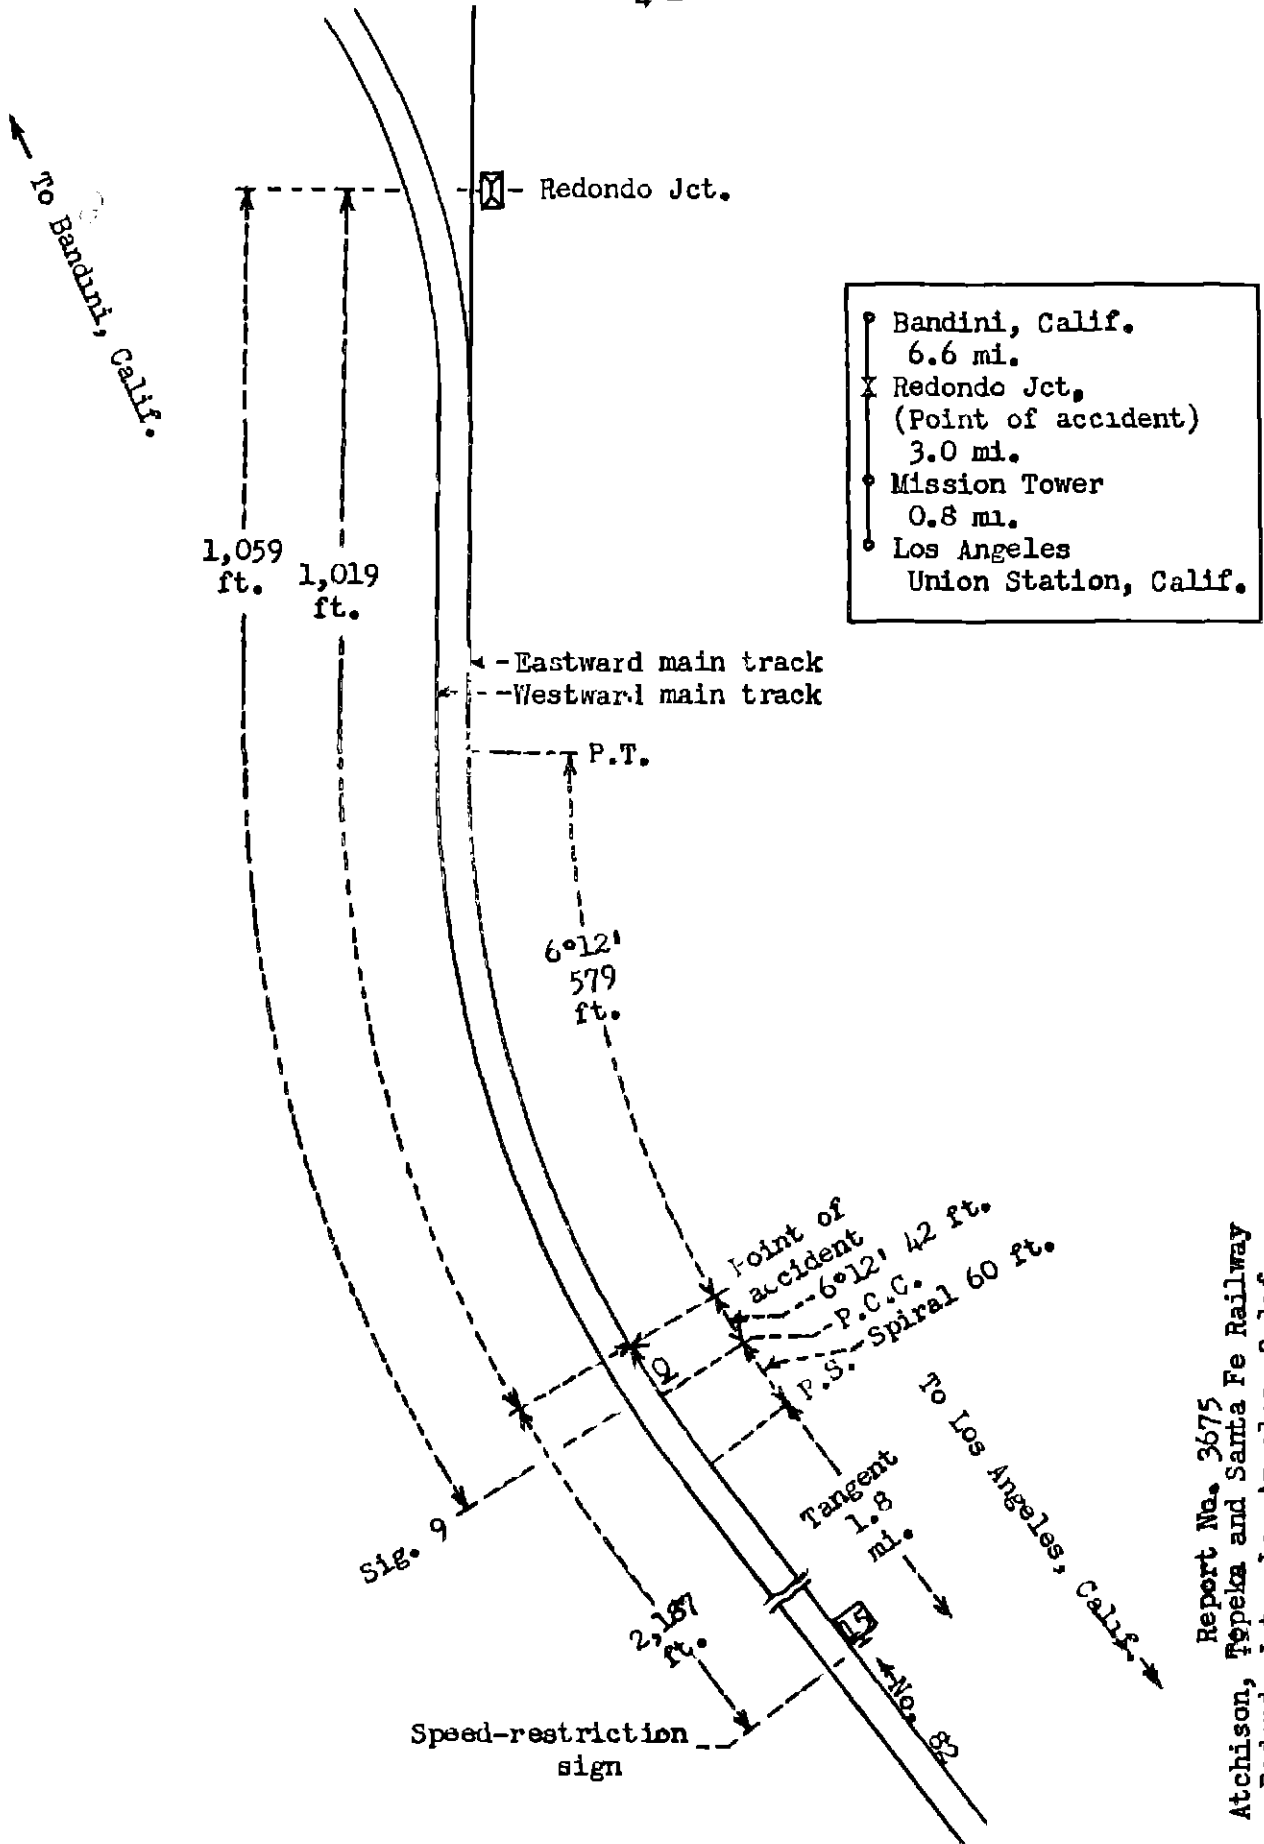 4 -
To Bandini, Calif.
Redondo Jct.
Bandini, Calif.
6.6 mi.
Redondo Jct.
(Point of accident)
3.0 mi.
Mission Tower
0.8 mi.
Los Angeles
Union Station, Calif.
1,059
ft.
1,019
ft.
Eastward main track
Westward main track
P.T.
6°12'
579
ft.
Point of
accident
6°12' 42 ft.
P.C.C.
P.S. Spiral 60 ft.
To Los Angeles, Calif.
Tangent
1.8
mi.
Sig. 9
2,187
ft.
15
No. 82
Speed-restriction
sign
Report No. 3675
Atchison, Topeka and Santa Fe Railway